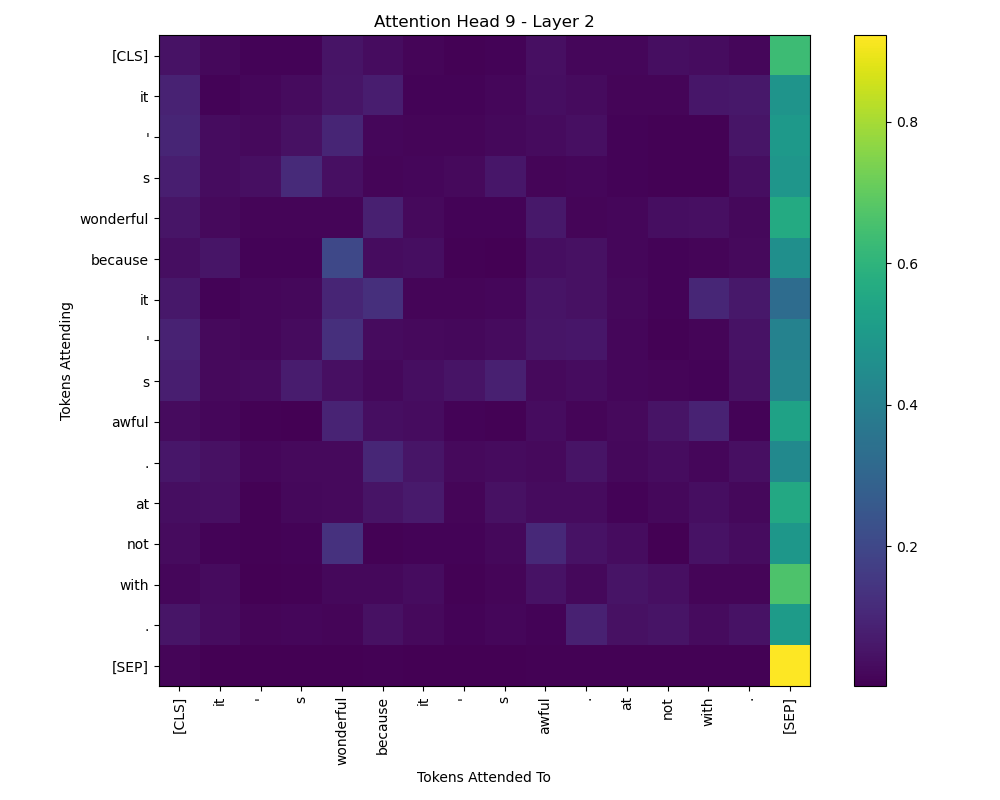 Attention Head 9 - Layer 2
[CLS]
it
'
s
wonderful
because
it
'
s
awful
.
at
not
with
.
[SEP]
Tokens Attending
[CLS]
it
'
s
wonderful
because
it
'
s
awful
.
at
not
with
.
[SEP]
Tokens Attended To
0.8
0.6
0.4
0.2